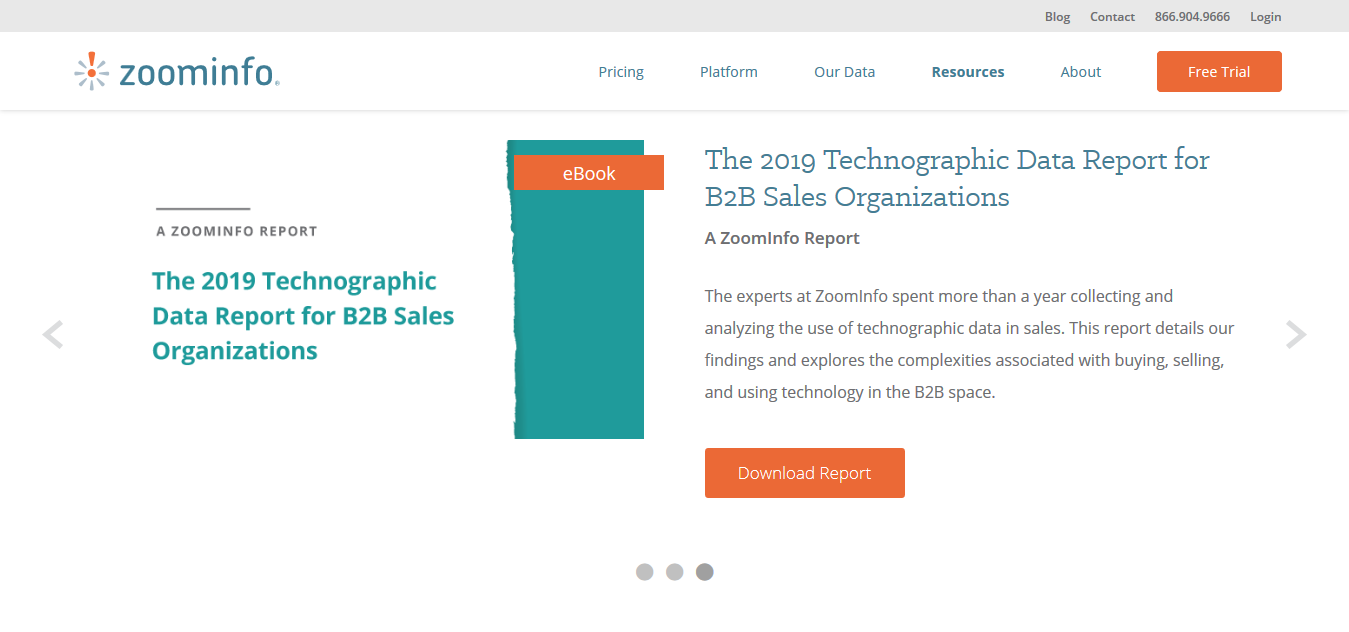 Blog Contact 866.904.9666 Login
zoominfo®
Pricing Platform Our Data Resources About Free Trial
A ZOOMINFO REPORT
The 2019 Technographic
Data Report for B2B Sales
Organizations
eBook
The 2019 Technographic Data Report for
B2B Sales Organizations
A ZoomInfo Report
The experts at ZoomInfo spent more than a year collecting and
analyzing the use of technographic data in sales. This report details our
findings and explores the complexities associated with buying, selling,
and using technology in the B2B space.
Download Report